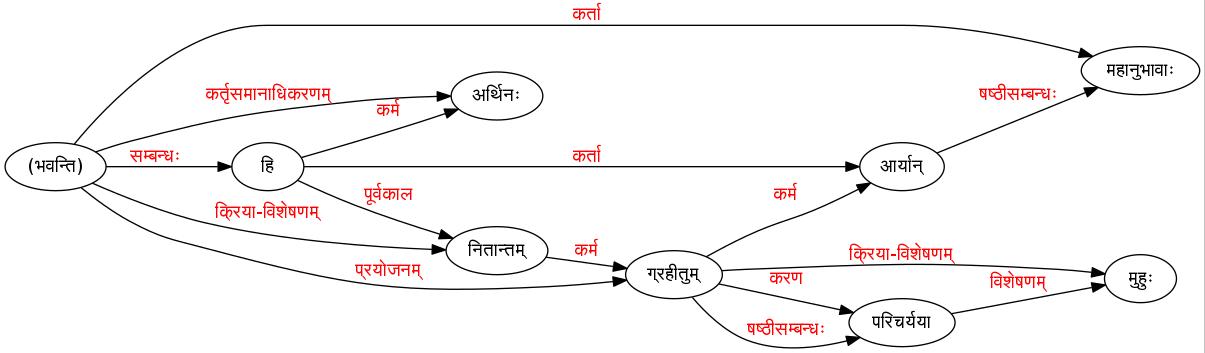 कर्ता
महानुभावाः
कर्तृसमानाधिकरणम्
अर्थिनः
षष्ठीसम्बन्धः
कर्म
(भवन्ति)
सम्बन्धः
हि
कर्ता
आर्यान्
पूर्वकाल
कर्म
क्रिया-विशेषणम्
नितान्तम्
कर्म
प्रयोजनम्
ग्रहीतुम्
क्रिया-विशेषणम्
करण
विशेषणम्
मुहुः
षष्ठीसम्बन्धः
परिचर्यया